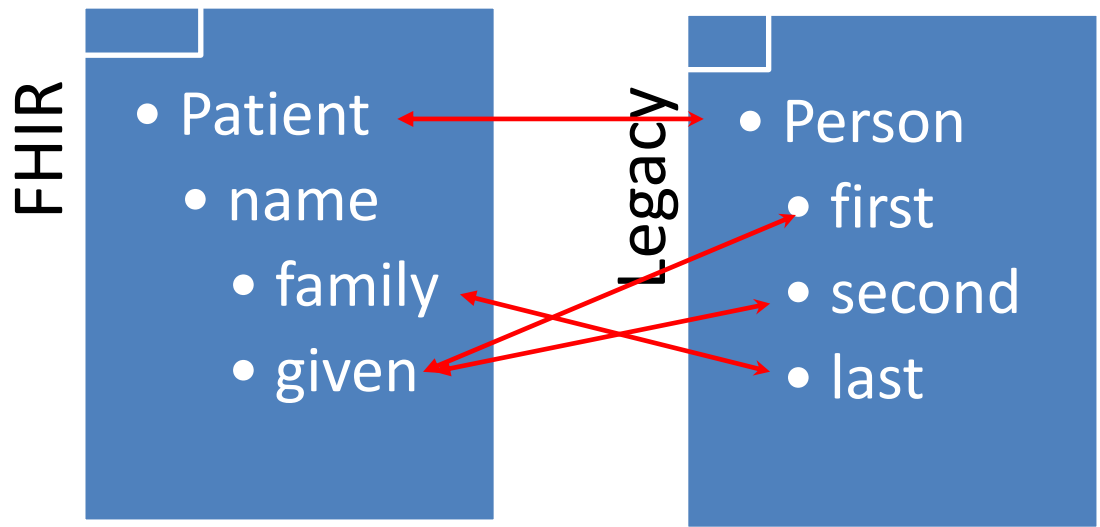 FHIR
• Patient
• name
• family
• given
Legacy
• Person
• first
• second
• last